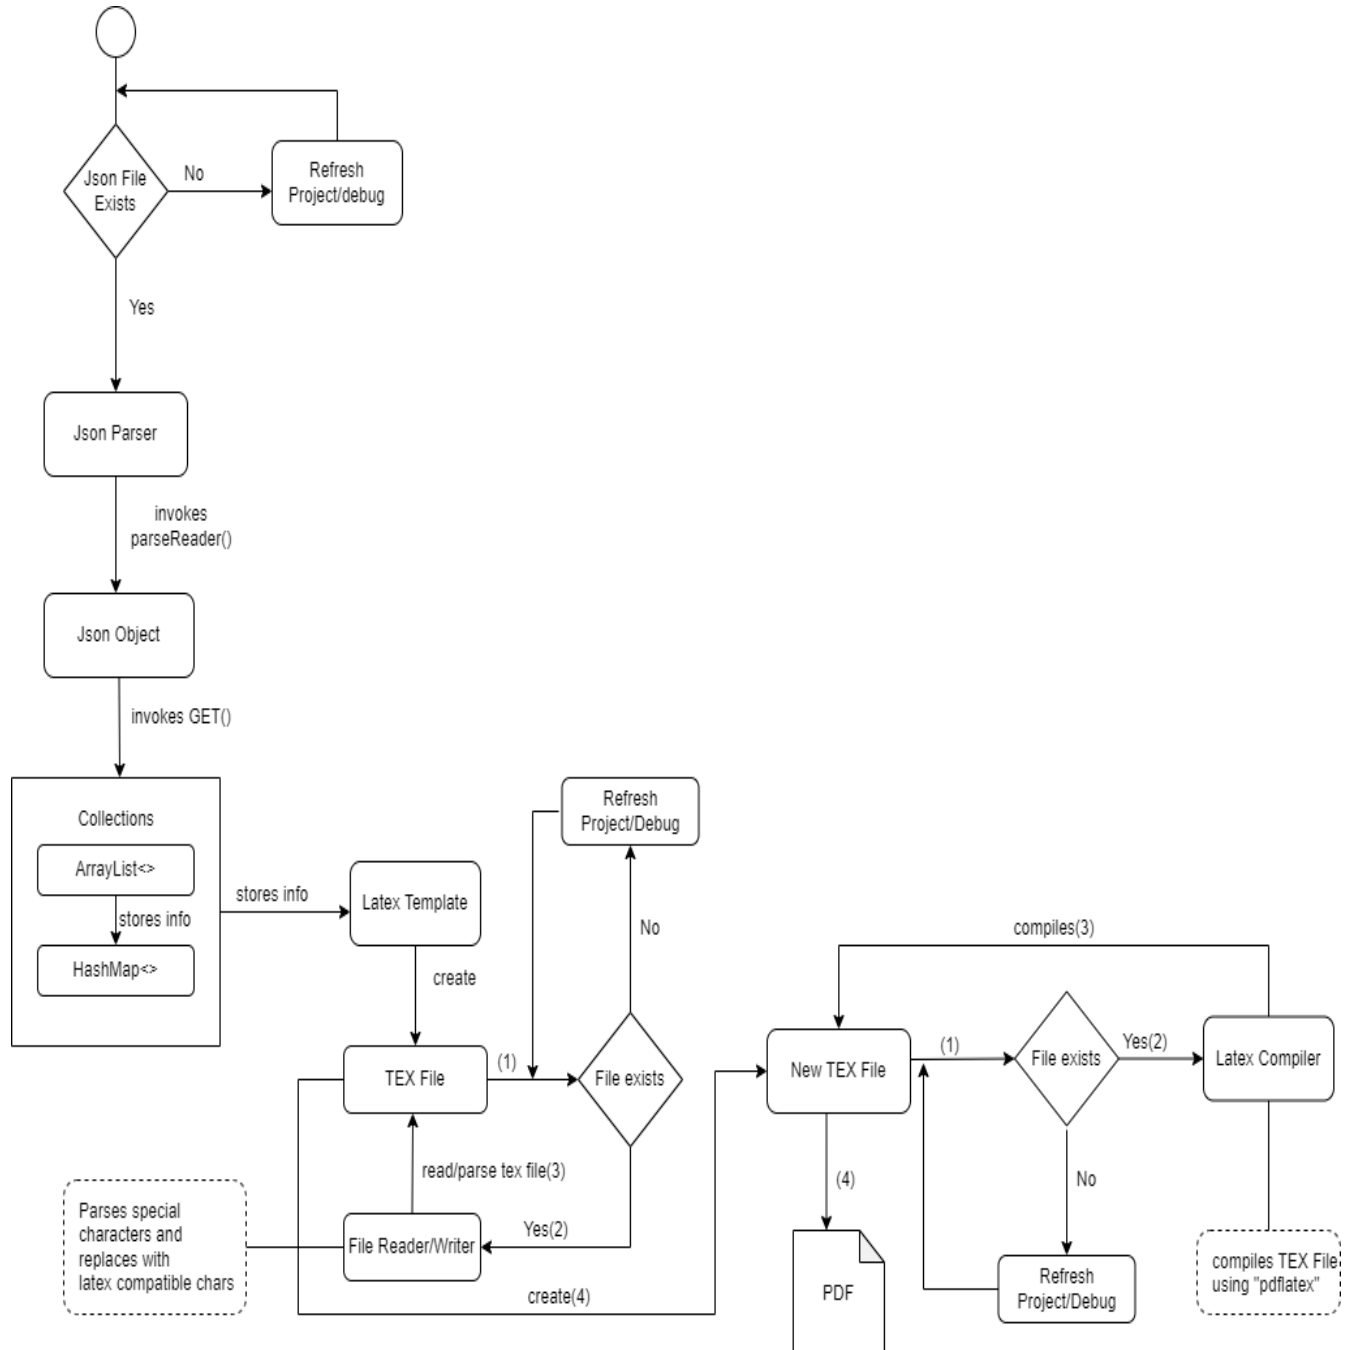 Json File
Exists
No
Refresh
Project/debug
Yes
Json Parser
invokes
parseReader()
Json Object
invokes GET()
Collections
ArrayList<>
stores info
HashMap<>
stores info
Latex Template
create
Refresh
Project/Debug
No
TEX File
(1)
File exists
read/parse tex file(3)
Yes(2)
File Reader/Writer
Parses special
characters and
replaces with
latex compatible chars
create(4)
compiles(3)
New TEX File
(1)
File exists
Yes(2)
Latex Compiler
No
(4)
Refresh
Project/Debug
compiles TEX File
using "pdflatex"
PDF